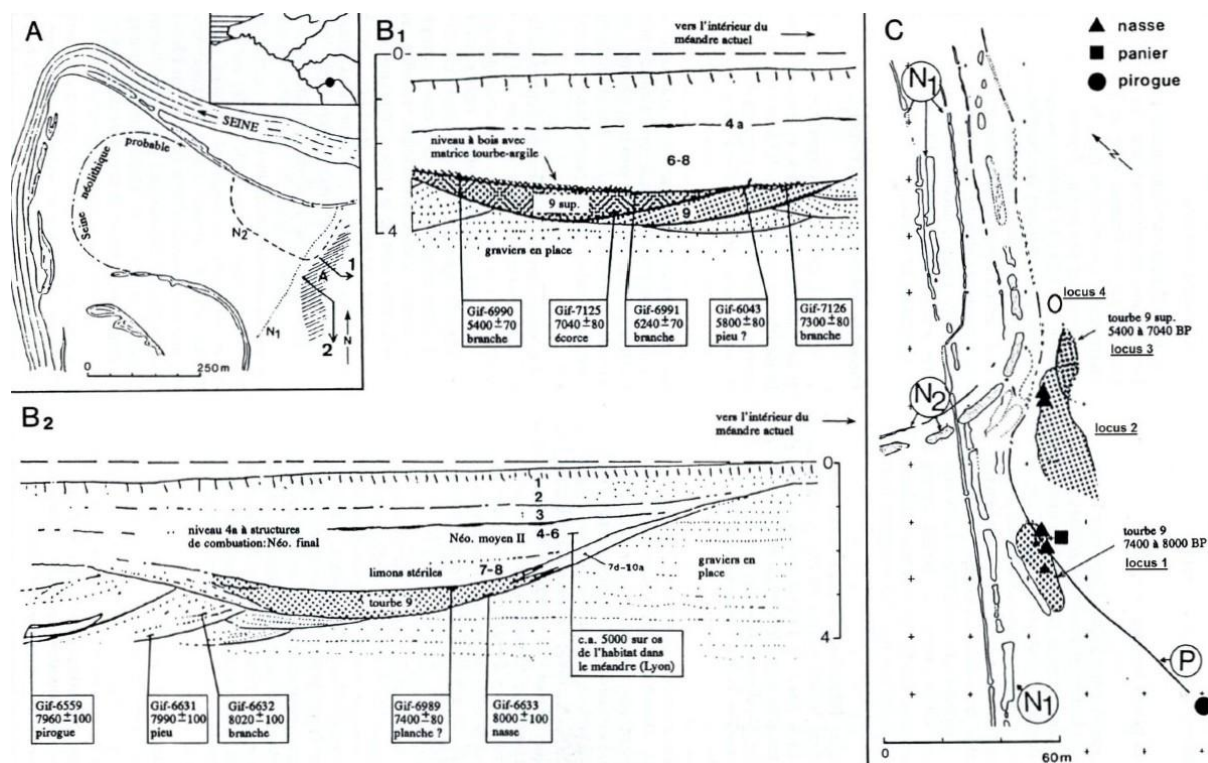 A
SEINE
probable
Seine néolithique
N2
N1
A
1
2
N
0
250 m
B1
vers l'intérieur du
méandre actuel
0
4 a
niveau à bois avec
matrice tourbe-argile
6-8
9 sup.
9
4
graviers en place
Gif-6990
5400 ± 70
branche
Gif-7125
7040 ± 80
écorce
Gif-6991
6240 ± 70
branche
Gif-6043
5800 ± 80
pieu ?
Gif-7126
7300 ± 80
branche
B2
vers l'intérieur du
méandre actuel
0
1
2
3
niveau 4a à structures
de combustion: Néo. final
Néo. moyen II
4-6
limons stériles
7-8
7d-10a
graviers en
place
tourbe 9
4
c.a. 5000 sur os
de l'habitat dans
le méandre (Lyon)
Gif-6559
7960 ± 100
pirogue
Gif-6631
7990 ± 100
pieu
Gif-6632
8020 ± 100
branche
Gif-6989
7400 ± 80
planche ?
Gif-6633
8000 ± 100
nasse
C
nasse
panier
pirogue
N1
N
locus 4
tourbe 9 sup.
5400 à 7040 BP
locus 3
N2
locus 2
tourbe 9
7400 à 8000 BP
locus 1
P
N1
0
60 m